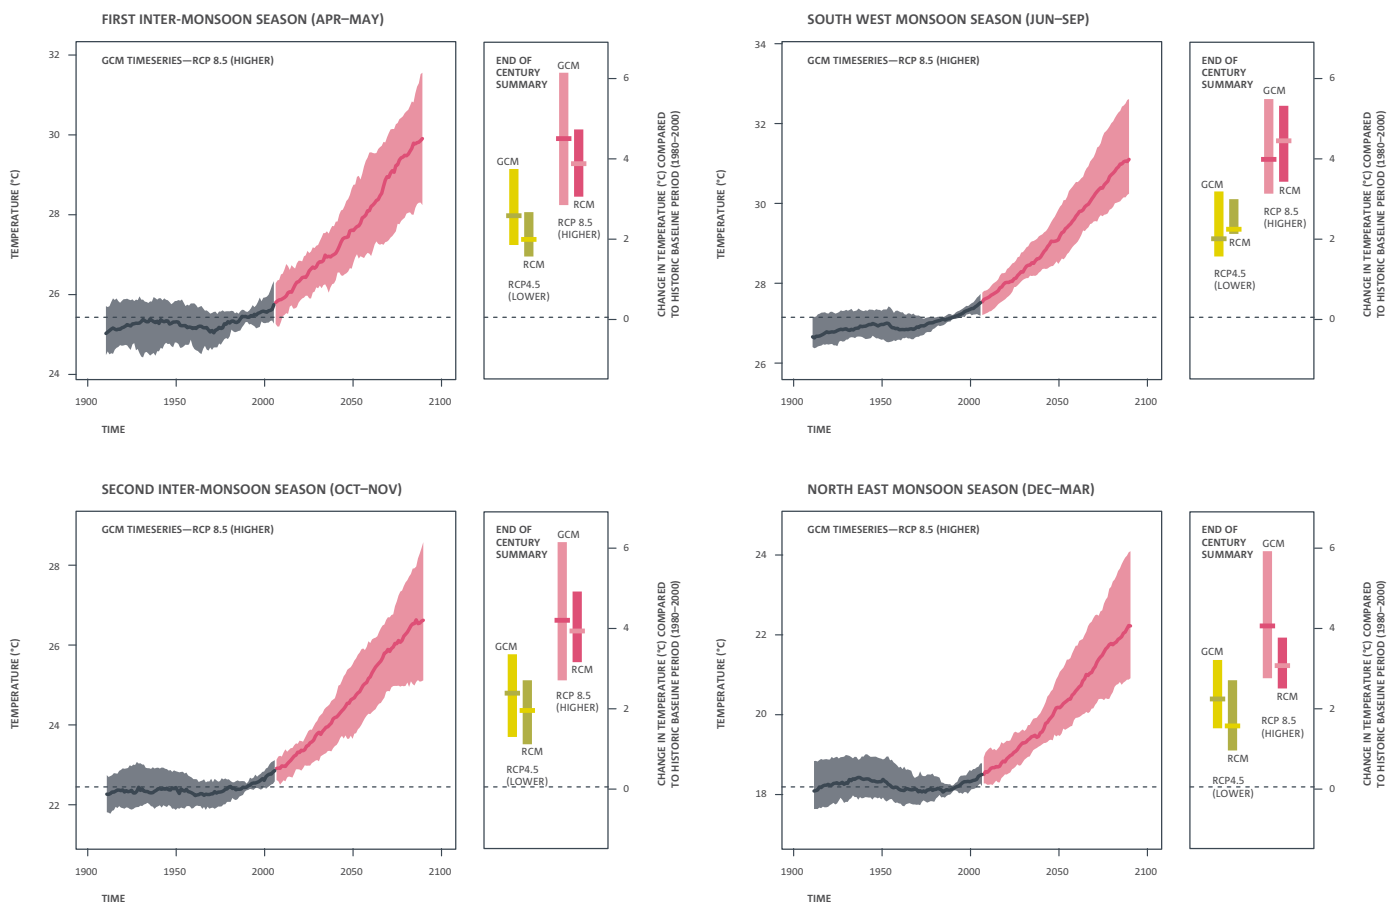 FIRST INTER-MONSOON SEASON (APR–MAY)
GCM TIMESERIES—RCP 8.5 (HIGHER)
TEMPERATURE (°C)
32
30
28
26
24
1900
1950
2000
2050
2100
TIME
END OF
CENTURY
SUMMARY
GCM
GCM
RCM
RCP 8.5
(HIGHER)
RCM
RCP4.5
(LOWER)
6
4
2
0
CHANGE IN TEMPERATURE (°C) COMPARED
TO HISTORIC BASELINE PERIOD (1980–2000)
SOUTH WEST MONSOON SEASON (JUN–SEP)
GCM TIMESERIES—RCP 8.5 (HIGHER)
TEMPERATURE (°C)
34
32
30
28
26
1900
1950
2000
2050
2100
TIME
END OF
CENTURY
SUMMARY
GCM
GCM
RCM
RCP 8.5
(HIGHER)
RCM
RCP4.5
(LOWER)
6
4
2
0
CHANGE IN TEMPERATURE (°C) COMPARED
TO HISTORIC BASELINE PERIOD (1980–2000)
SECOND INTER-MONSOON SEASON (OCT–NOV)
GCM TIMESERIES—RCP 8.5 (HIGHER)
TEMPERATURE (°C)
28
26
24
22
1900
1950
2000
2050
2100
TIME
END OF
CENTURY
SUMMARY
GCM
GCM
RCM
RCP 8.5
(HIGHER)
RCM
RCP4.5
(LOWER)
6
4
2
0
CHANGE IN TEMPERATURE (°C) COMPARED
TO HISTORIC BASELINE PERIOD (1980–2000)
NORTH EAST MONSOON SEASON (DEC–MAR)
GCM TIMESERIES—RCP 8.5 (HIGHER)
TEMPERATURE (°C)
24
22
20
18
1900
1950
2000
2050
2100
TIME
END OF
CENTURY
SUMMARY
GCM
GCM
RCM
RCP 8.5
(HIGHER)
RCM
RCP4.5
(LOWER)
6
4
2
0
CHANGE IN TEMPERATURE (°C) COMPARED
TO HISTORIC BASELINE PERIOD (1980–2000)